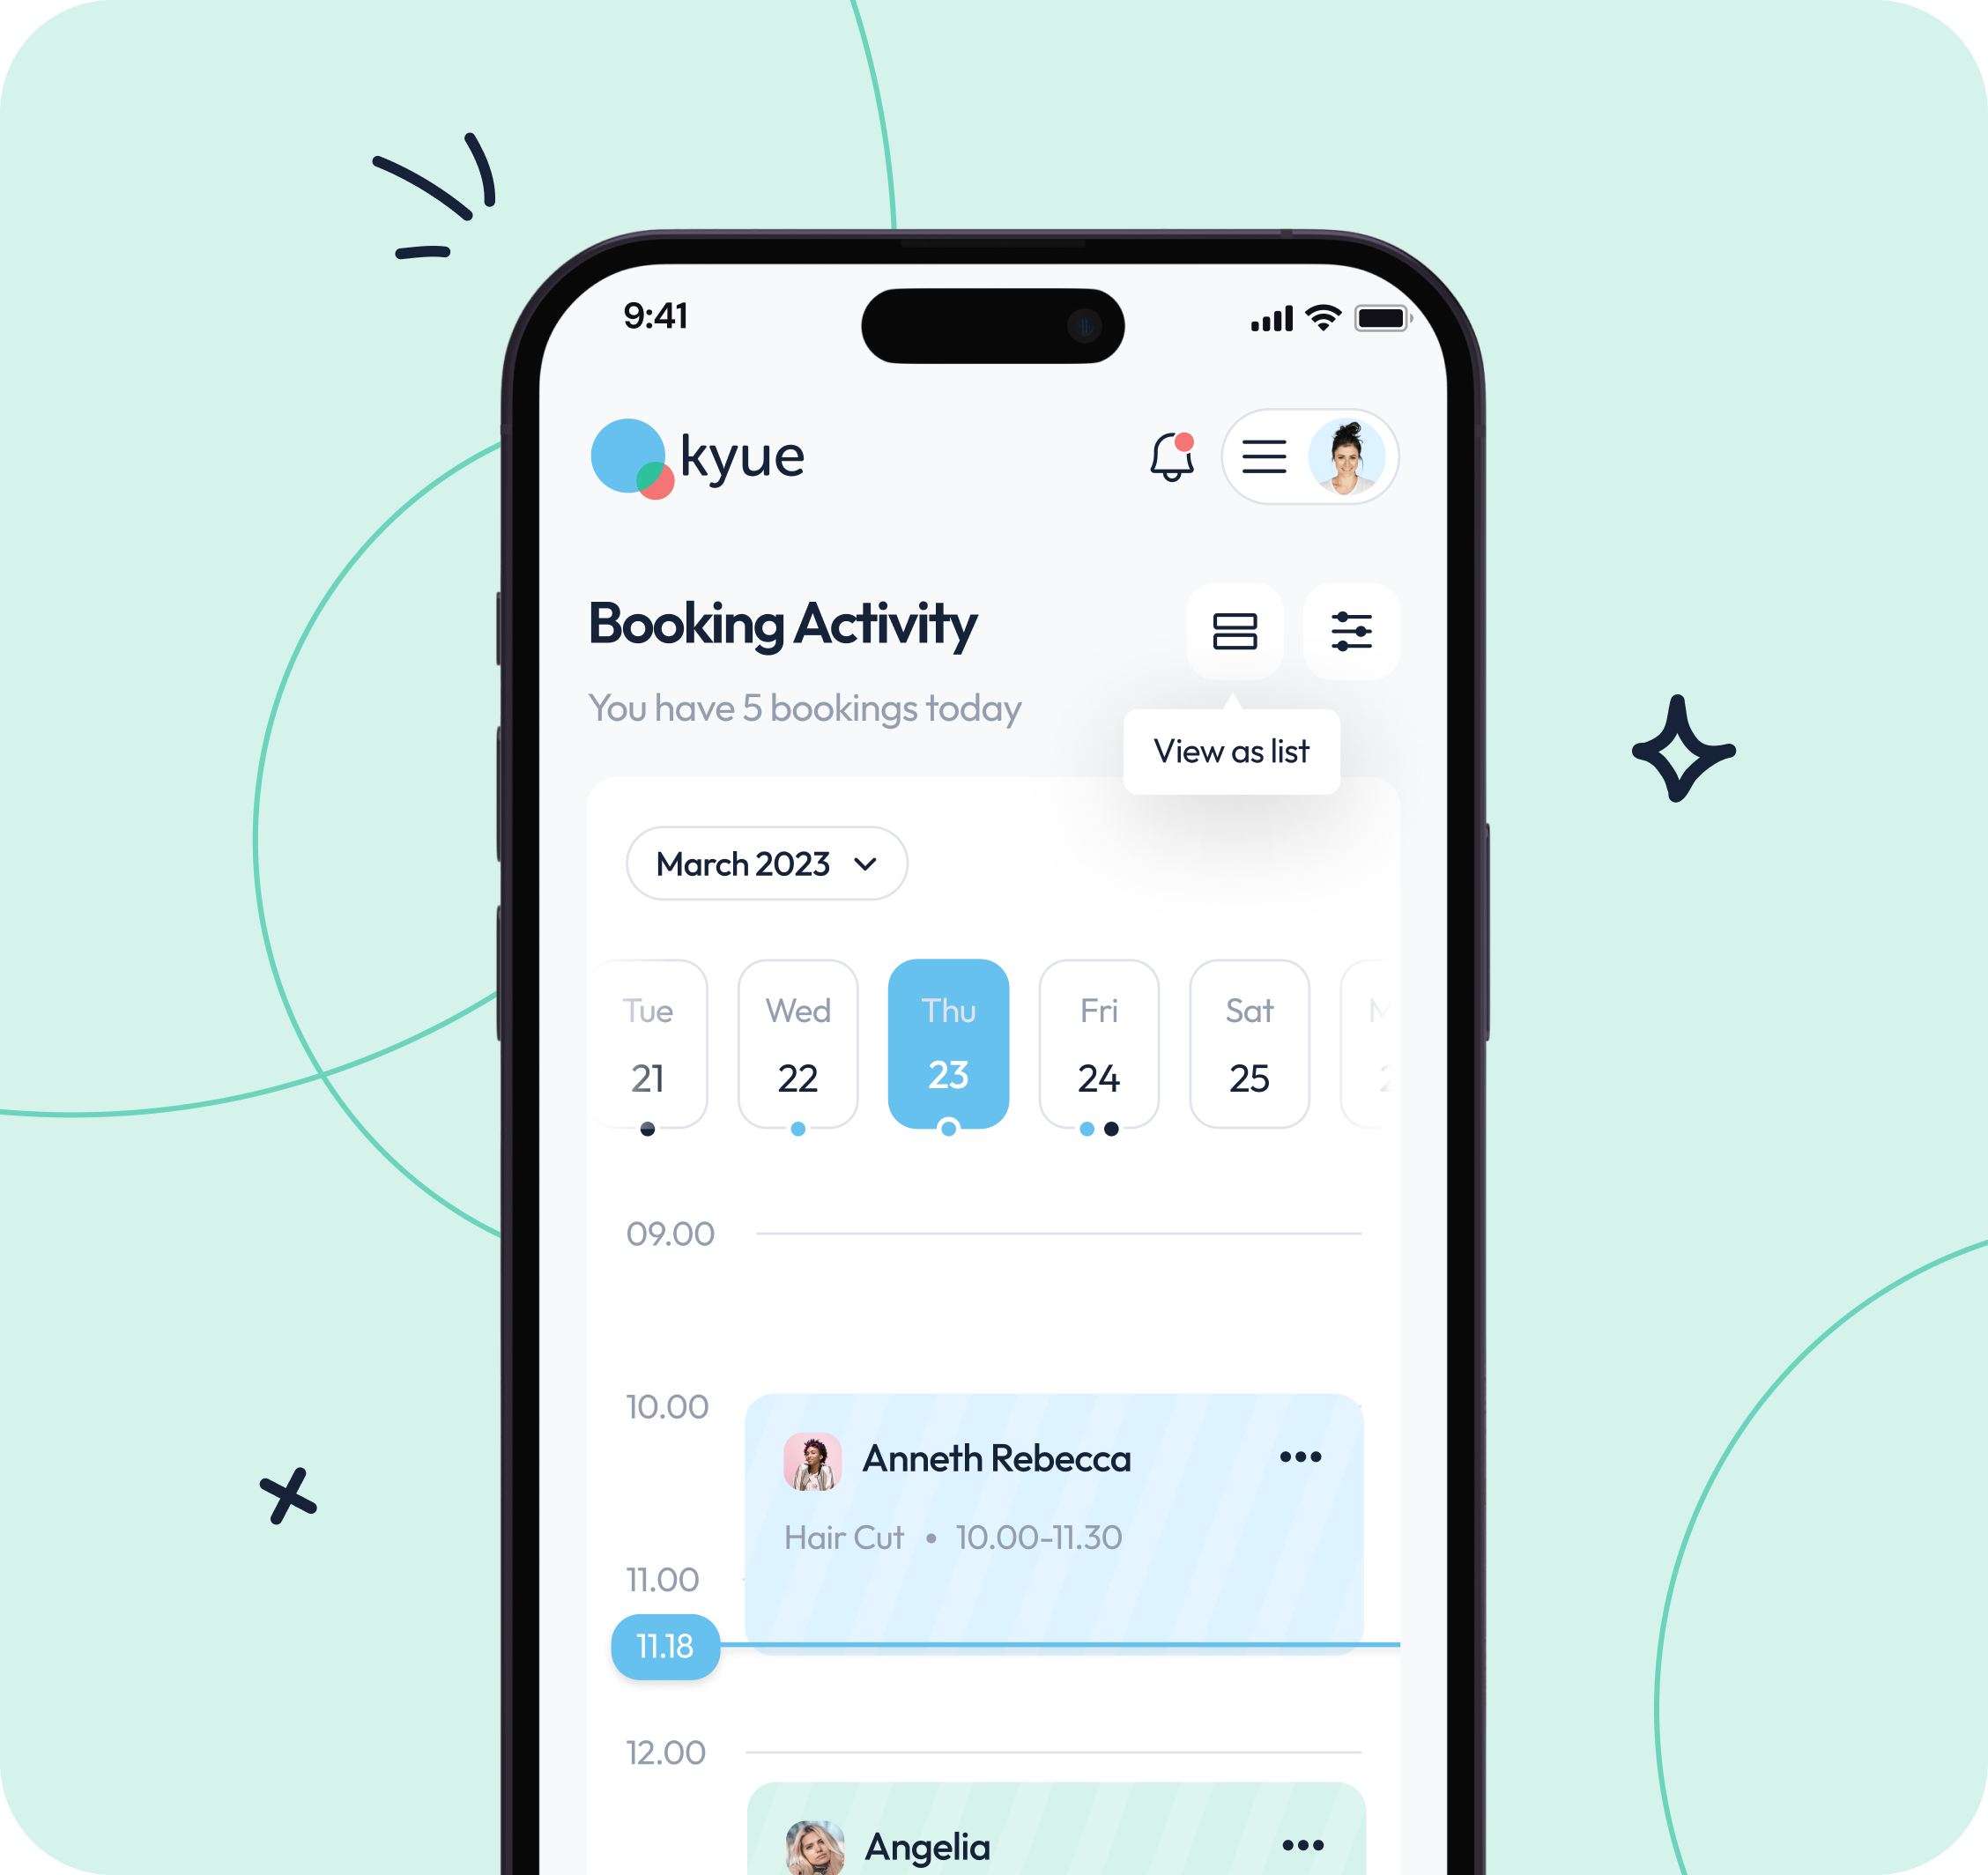 9:41
kyue
Booking Activity
You have 5 bookings today
View as list
March 2023
Tue Wed Thu Fri Sat
21 22 23 24 25
09.00
10.00
Anneth Rebecca
Hair Cut • 10.00-11.30
11.00
11.18
12.00
Angelia